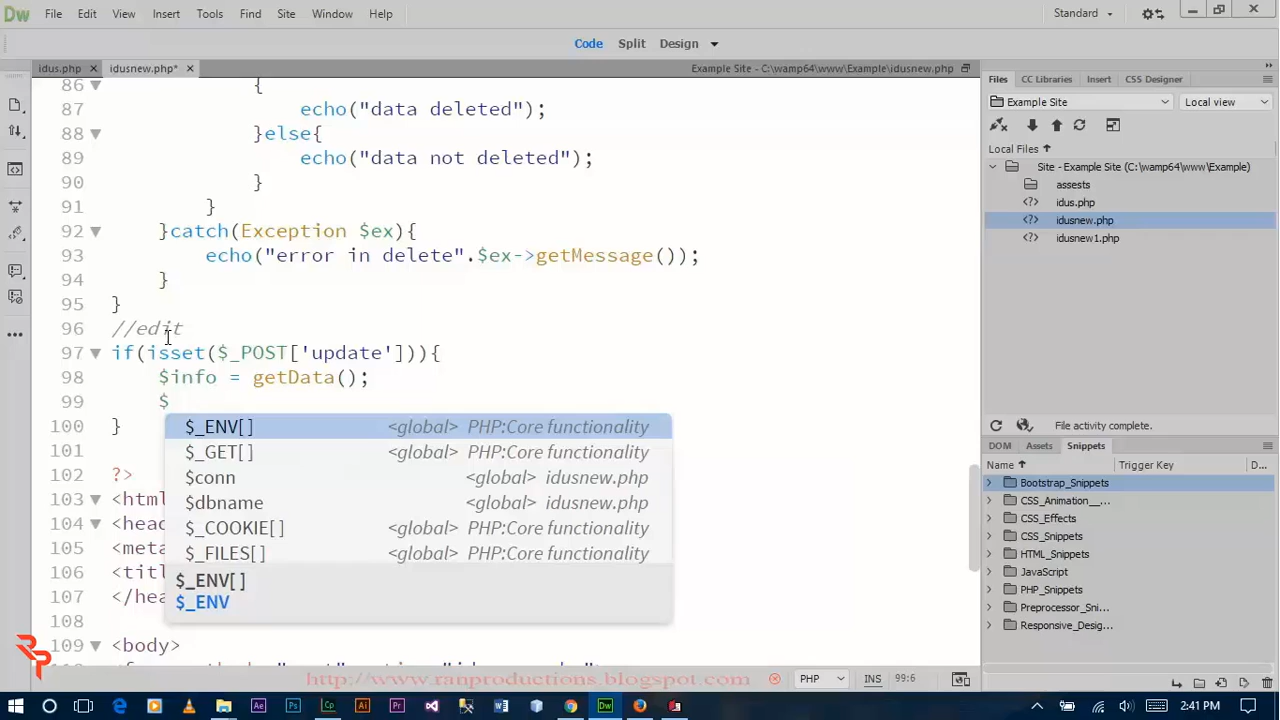 Dw File Edit View Insert Tools Find Site Window Help Standard
Code Split Design
idus.php × idusnew.php* × Example Site - C:\wamp64\www\Example\idusnew.php
86 {
87 echo("data deleted");
88 }else{
89 echo("data not deleted");
90 }
91 }
92 }catch(Exception $ex){
93 echo("error in delete".$ex->getMessage());
94 }
95 }
96 //edit
97 if(isset($_POST['update'])){
98 $info = getData();
99 $
100 }
101
102 ?>
103 <html
104 <head
105 <meta
106 <titl
107 </hea
108
109 <body>
$_ENV[] <global> PHP:Core functionality
$_GET[] <global> PHP:Core functionality
$conn <global> idusnew.php
$dbname <global> idusnew.php
$_COOKIE[] <global> PHP:Core functionality
$_FILES[] <global> PHP:Core functionality
$_ENV[]
$_ENV
RP
http://www.ranproductions.blogspot.com
PHP INS 99:6
Files CC Libraries Insert CSS Designer
Example Site Local view
Local Files
Site - Example Site (C:\wamp64\www\Example)
assests
idus.php
idusnew.php
idusnew1.php
File activity complete.
DOM Assets Snippets
Name Trigger Key D...
Bootstrap_Snippets
CSS_Animation__...
CSS_Effects
CSS_Snippets
HTML_Snippets
JavaScript
PHP_Snippets
Preprocessor_Sni...
Responsive_Desig...
e a Ae Ps Cp Ai Pr W Dw
2:41 PM